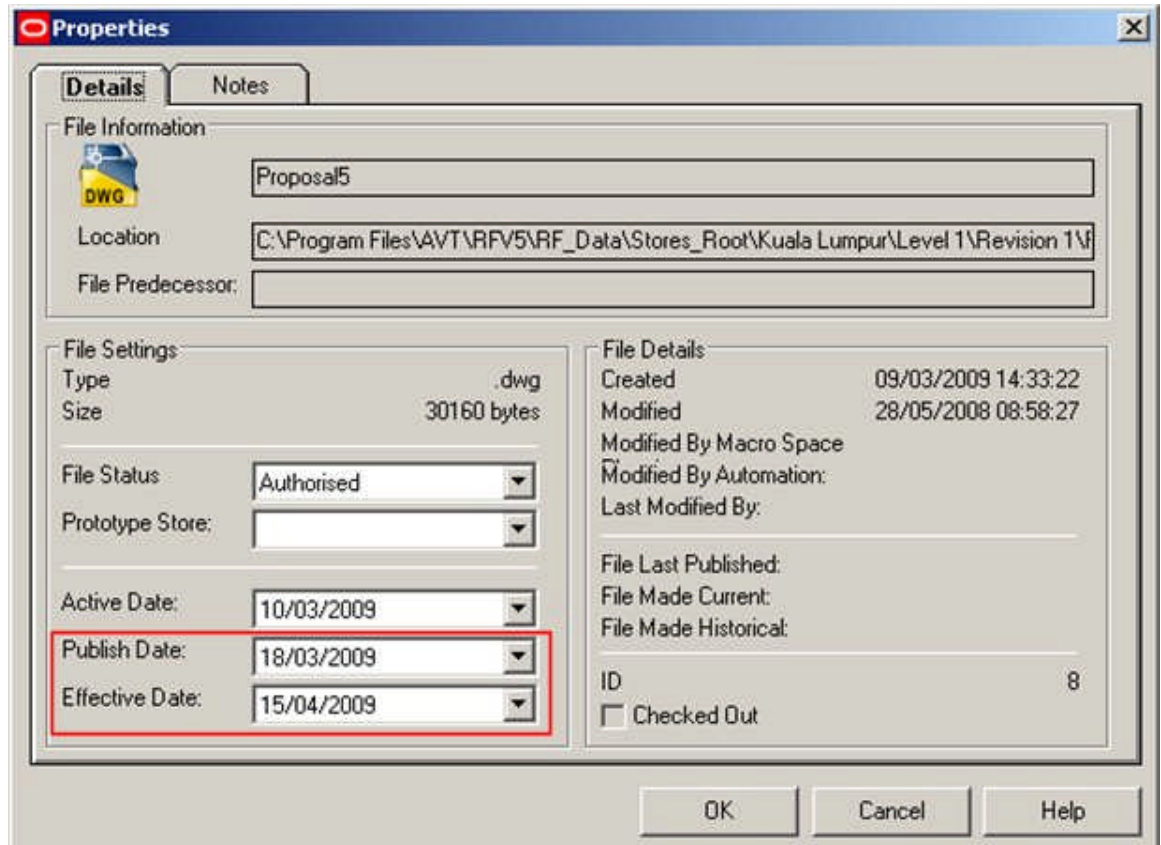 Properties
Details Notes
File Information
DWG
Proposal5
Location C:\Program Files\AVT\RFV5\RF_Data\Stores_Root\Kuala Lumpur\Level 1\Revision 1\
File Predecessor:
File Settings
Type .dwg
Size 30160 bytes
File Status Authorised
Prototype Store:
Active Date: 10/03/2009
Publish Date: 18/03/2009
Effective Date: 15/04/2009
File Details
Created 09/03/2009 14:33:22
Modified 28/05/2008 08:58:27
Modified By Macro Space
Modified By Automation:
Last Modified By:
File Last Published:
File Made Current:
File Made Historical:
ID 8
Checked Out
OK Cancel Help